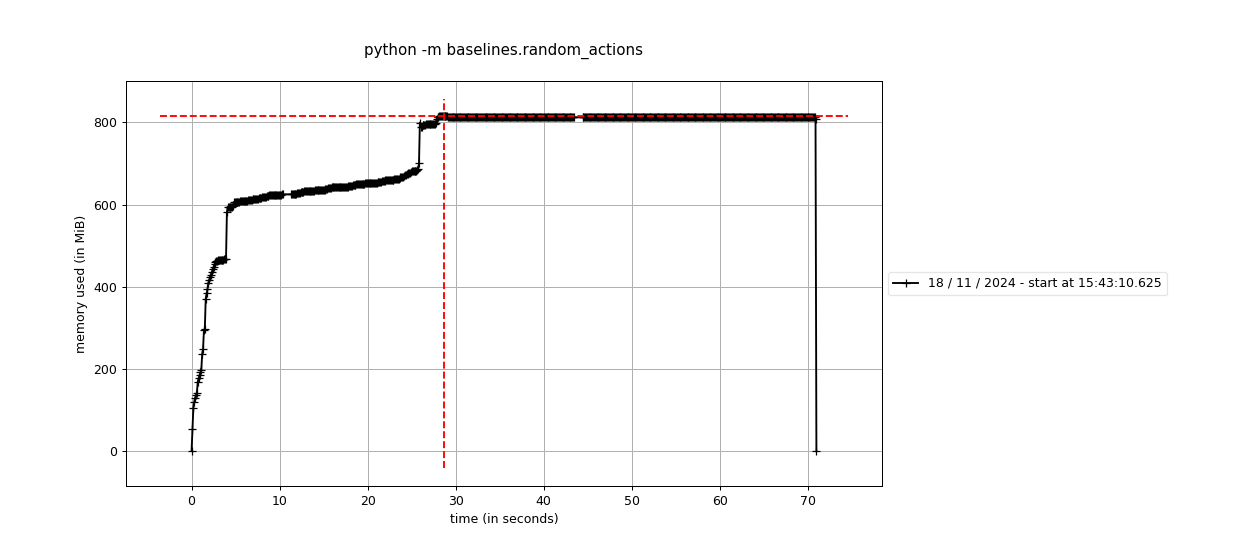 python -m baselines.random_actions
800
600
400
200
0
memory used (in MiB)
0 10 20 30 40 50 60 70
time (in seconds)
18 / 11 / 2024 - start at 15:43:10.625